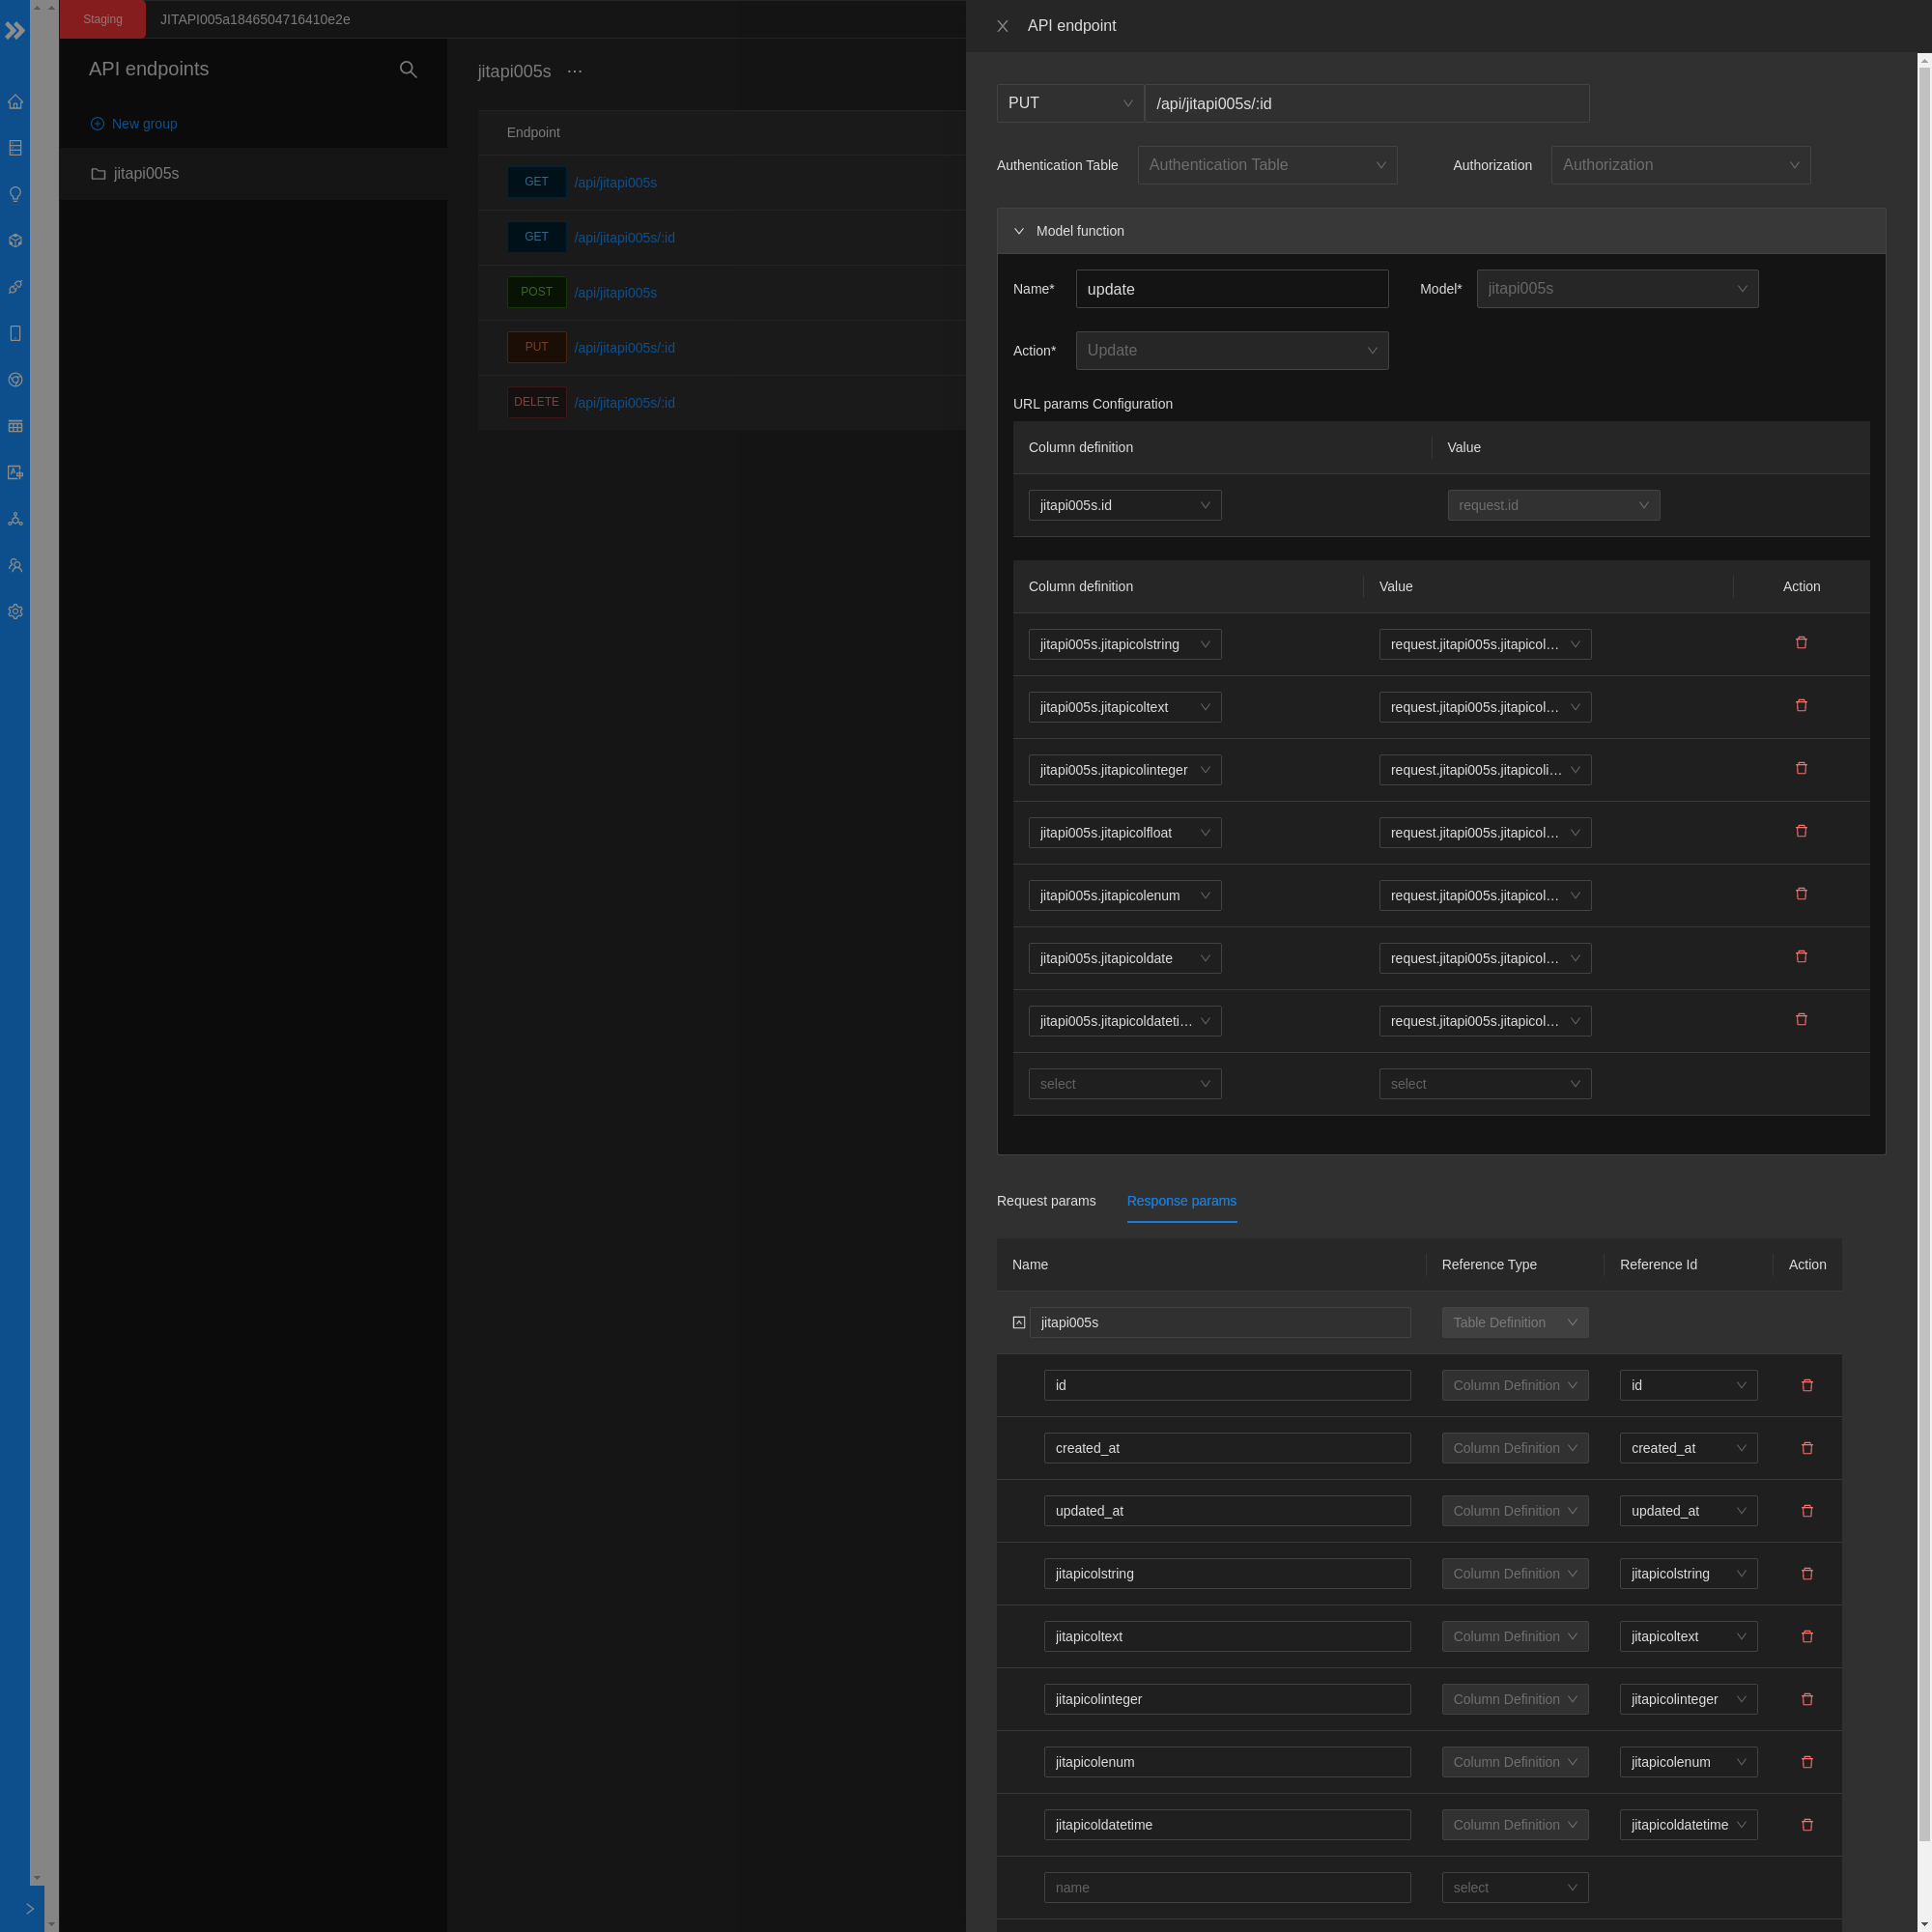 Staging
JITAPI005a1846504716410e2e
API endpoints
New group
jitapi005s
jitapi005s ...
Endpoint
GET /api/jitapi005s
GET /api/jitapi005s/:id
POST /api/jitapi005s
PUT /api/jitapi005s/:id
DELETE /api/jitapi005s/:id
API endpoint
PUT /api/jitapi005s/:id
Authentication Table Authentication Table Authorization Authorization
Model function
Name* update Model* jitapi005s
Action* Update
URL params Configuration
Column definition Value
jitapi005s.id request.id
Column definition Value Action
jitapi005s.jitapicolstring request.jitapi005s.jitapicol...
jitapi005s.jitapicoltext request.jitapi005s.jitapicol...
jitapi005s.jitapicolinteger request.jitapi005s.jitapicoli...
jitapi005s.jitapicolfloat request.jitapi005s.jitapicol...
jitapi005s.jitapicolenum request.jitapi005s.jitapicol...
jitapi005s.jitapicoldate request.jitapi005s.jitapicol...
jitapi005s.jitapicoldateti... request.jitapi005s.jitapicol...
select select
Request params Response params
Name Reference Type Reference Id Action
jitapi005s Table Definition
id Column Definition id
created_at Column Definition created_at
updated_at Column Definition updated_at
jitapicolstring Column Definition jitapicolstring
jitapicoltext Column Definition jitapicoltext
jitapicolinteger Column Definition jitapicolinteger
jitapicolenum Column Definition jitapicolenum
jitapicoldatetime Column Definition jitapicoldatetime
name select